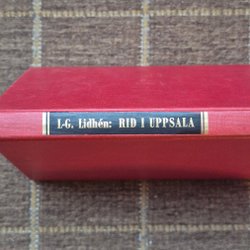 I.-G. Lidhén: RID I UPPSALA